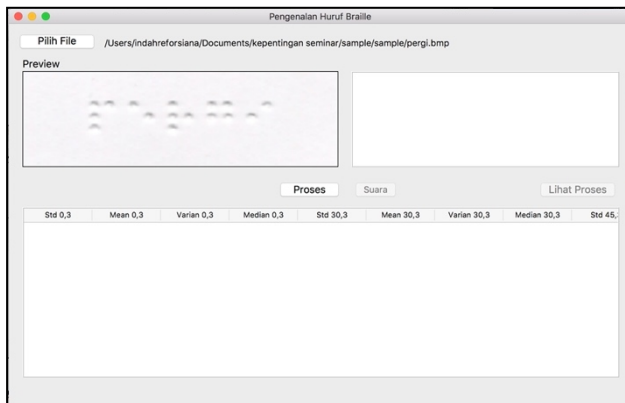 Pengenalan Huruf Braille
Pilih File /Users/indahreforsiana/Documents/kepentingan seminar/sample/sample/pergi.bmp
Preview
⠏⠑⠗⠛⠊
Proses Suara Lihat Proses
Std 0,3 Mean 0,3 Varian 0,3 Median 0,3 Std 30,3 Mean 30,3 Varian 30,3 Median 30,3 Std 45,